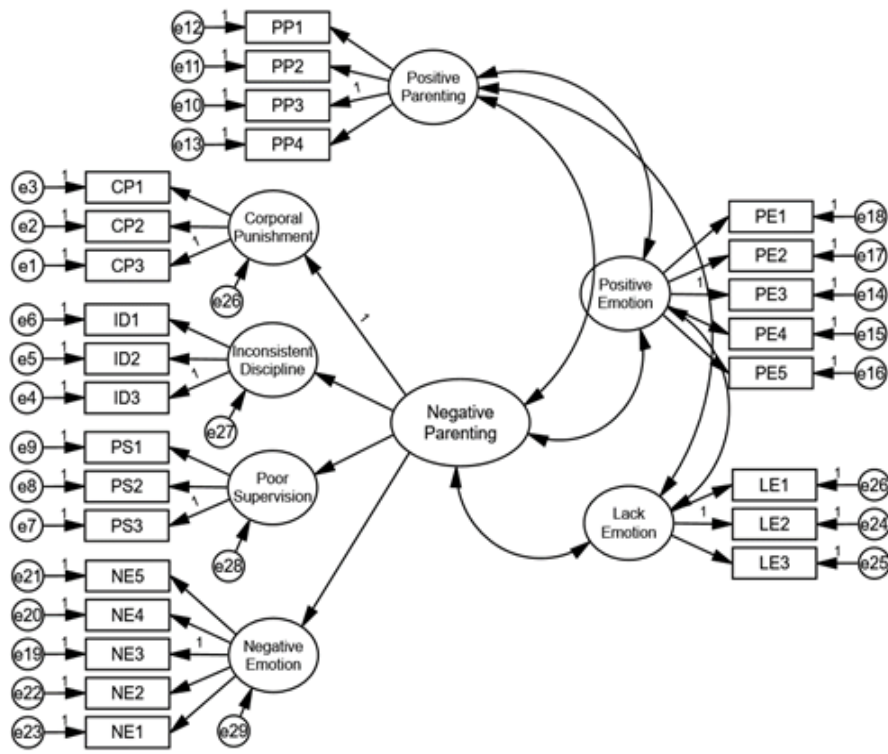 e12 1 PP1
e11 1 PP2
e10 1 PP3 1
e13 1 PP4
Positive
Parenting
e3 1 CP1
e2 1 CP2
e1 1 CP3 1
Corporal
Punishment
e26
e6 1 ID1
e5 1 ID2
e4 1 ID3 1
Inconsistent
Discipline
e27
e9 1 PS1
e8 1 PS2
e7 1 PS3 1
Poor
Supervision
e28
e21 1 NE5
e20 1 NE4
e19 1 NE3 1
e22 1 NE2
e23 1 NE1
Negative
Emotion
e29
1
Negative
Parenting
Positive
Emotion
PE1 1 e18
PE2 1 e17
1 PE3 1 e14
PE4 1 e15
PE5 1 e16
Lack
Emotion
LE1 1 e26
1 LE2 1 e24
LE3 1 e25